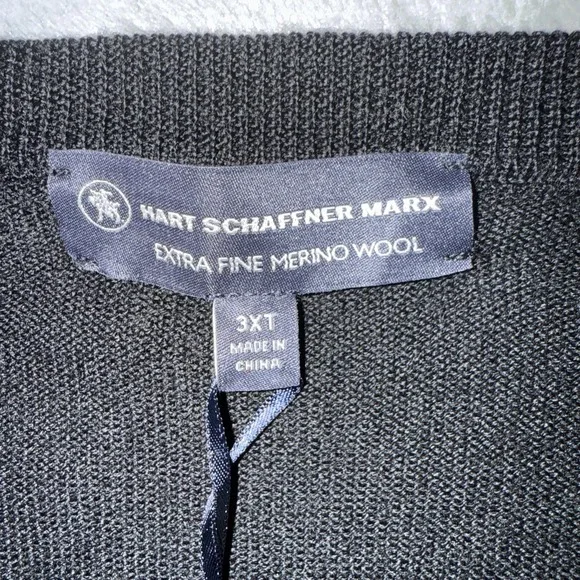 HART SCHAFFNER MARX
EXTRA FINE MERINO WOOL
3XT
MADE IN
CHINA